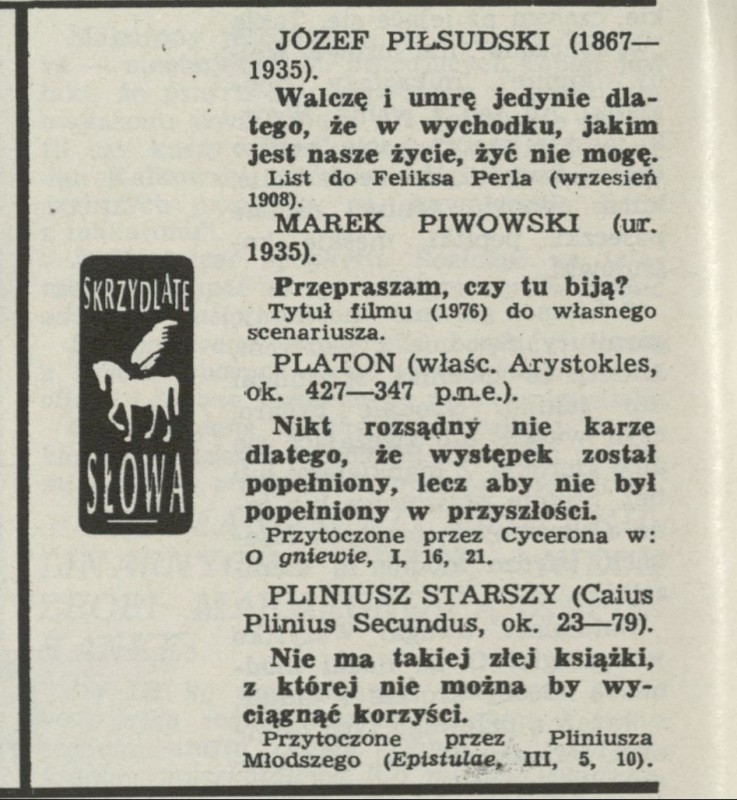 SKRZYDLATE
SŁOWA
JÓZEF PIŁSUDSKI (1867—
1935).
Walczę i umrę jedynie dla-
tego, że w wychodku, jakim
jest nasze życie, żyć nie mogę.
List do Feliksa Perla (wrzesień
1908).
MAREK PIWOWSKI (ur.
1935).
Przepraszam, czy tu biją?
Tytuł filmu (1976) do własnego
scenariusza.
PLATON (właśc. Arystokles,
ok. 427—347 p.n.e.).
Nikt rozsądny nie karze
dlatego, że występek został
popełniony, lecz aby nie był
popełniony w przyszłości.
Przytoczone przez Cycerona w:
O gniewie, I, 16, 21.
PLINIUSZ STARSZY (Caius
Plinius Secundus, ok. 23—79).
Nie ma takiej złej książki,
z której nie można by wy-
ciągnąć korzyści.
Przytoczone przez Pliniusza
Młodszego (Epistulae, III, 5, 10).